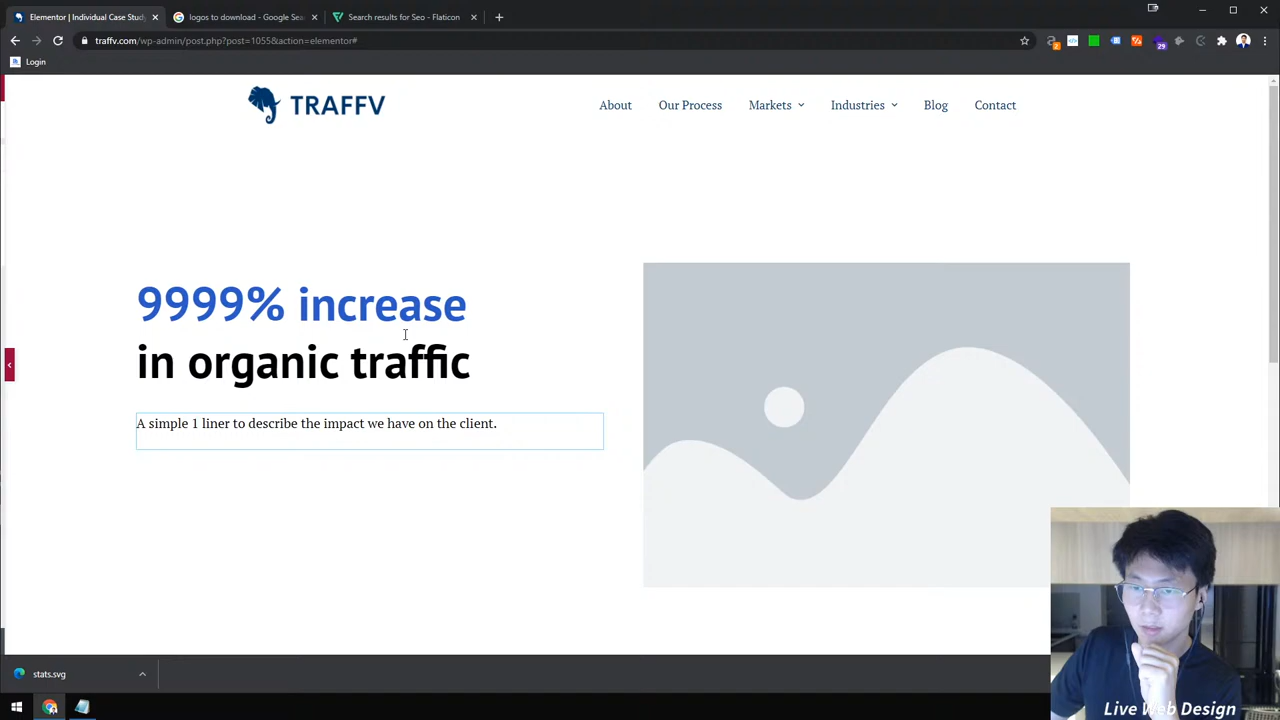 Elementor | Individual Case Stud
logos to download - Google Sea
Search results for Seo - Flaticon
traffv.com/wp-admin/post.php?post=1055&action=elementor#
2
29
Login
TRAFFV
About
Our Process
Markets
Industries
Blog
Contact
9999% increase
in organic traffic
A simple 1 liner to describe the impact we have on the client.
stats.svg
Live Web Design